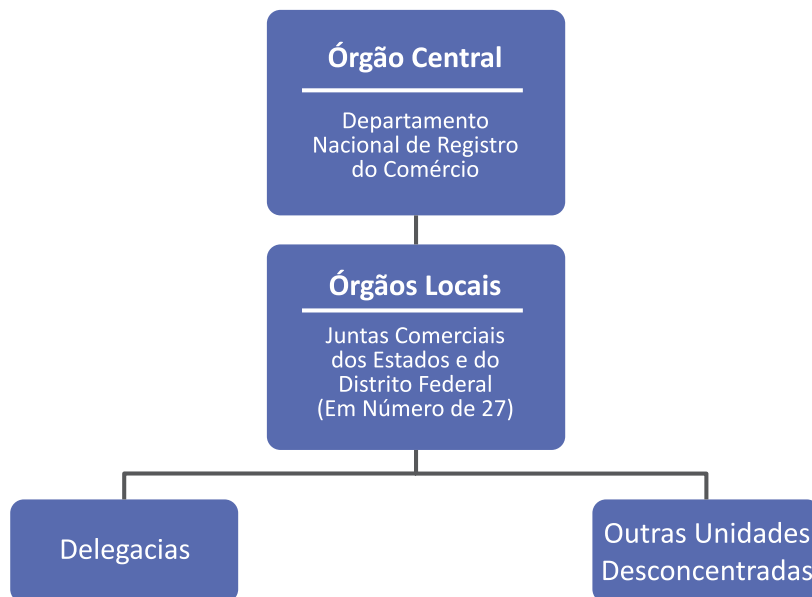 Órgão Central
Departamento
Nacional de Registro
do Comércio
Órgãos Locais
Juntas Comerciais
dos Estados e do
Distrito Federal
(Em Número de 27)
Delegacias
Outras Unidades
Desconcentradas